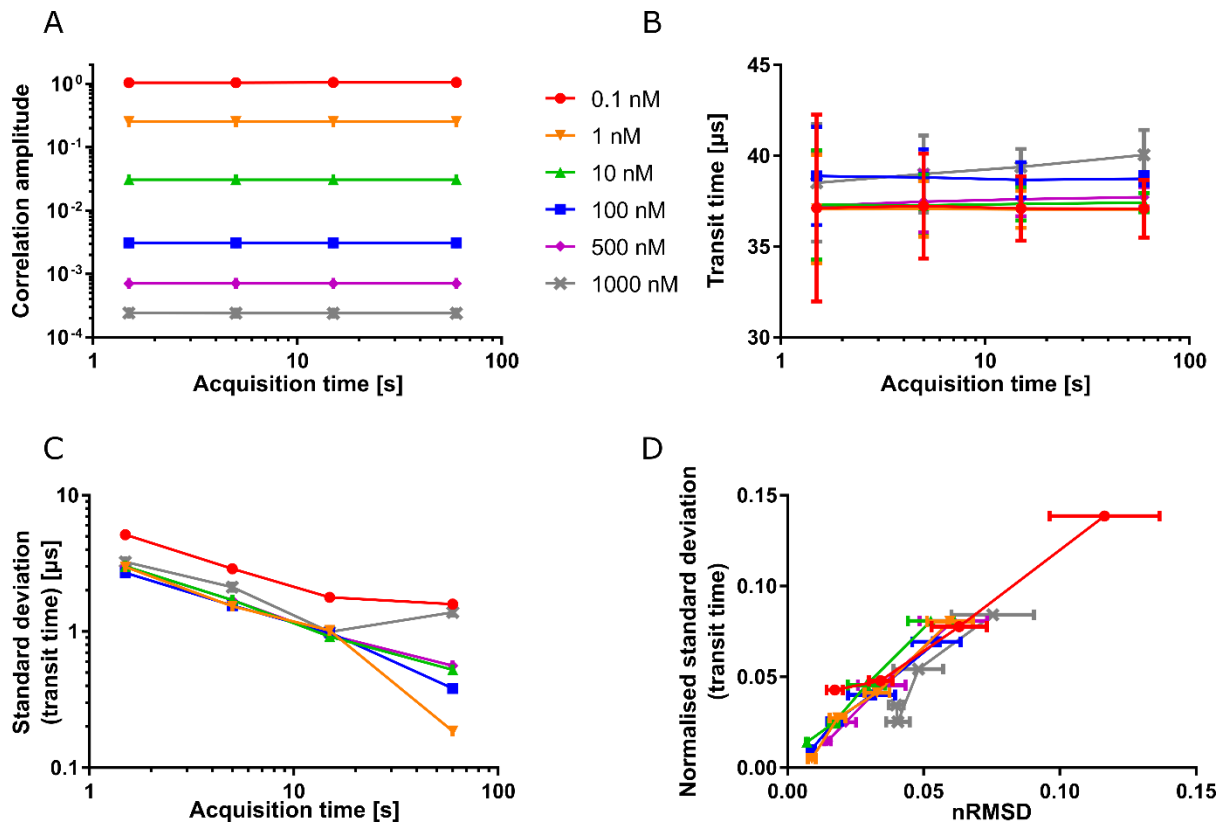 A
Correlation amplitude
10⁰
10⁻¹
10⁻²
10⁻³
10⁻⁴
1
10
100
Acquisition time [s]
0.1 nM
1 nM
10 nM
100 nM
500 nM
1000 nM
B
Transit time [µs]
45
40
35
30
1
10
100
Acquisition time [s]
C
Standard deviation
(transit time) [µs]
10
1
0.1
1
10
100
Acquisition time [s]
D
Normalised standard deviation
(transit time)
0.15
0.10
0.05
0.00
0.00
0.05
0.10
0.15
nRMSD